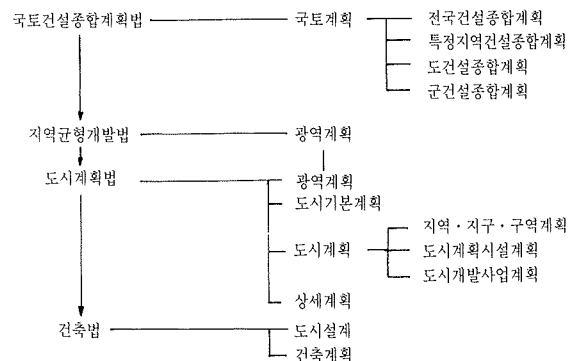 국토건설종합계획법 국토계획 전국건설종합계획
특정지역건설종합계획
도건설종합계획
군건설종합계획
지역균형개발법 광역계획
도시계획법 광역계획
도시기본계획
지역·지구·구역계획
도시계획 도시계획시설계획
도시개발사업계획
상세계획
건축법 도시설계
건축계획